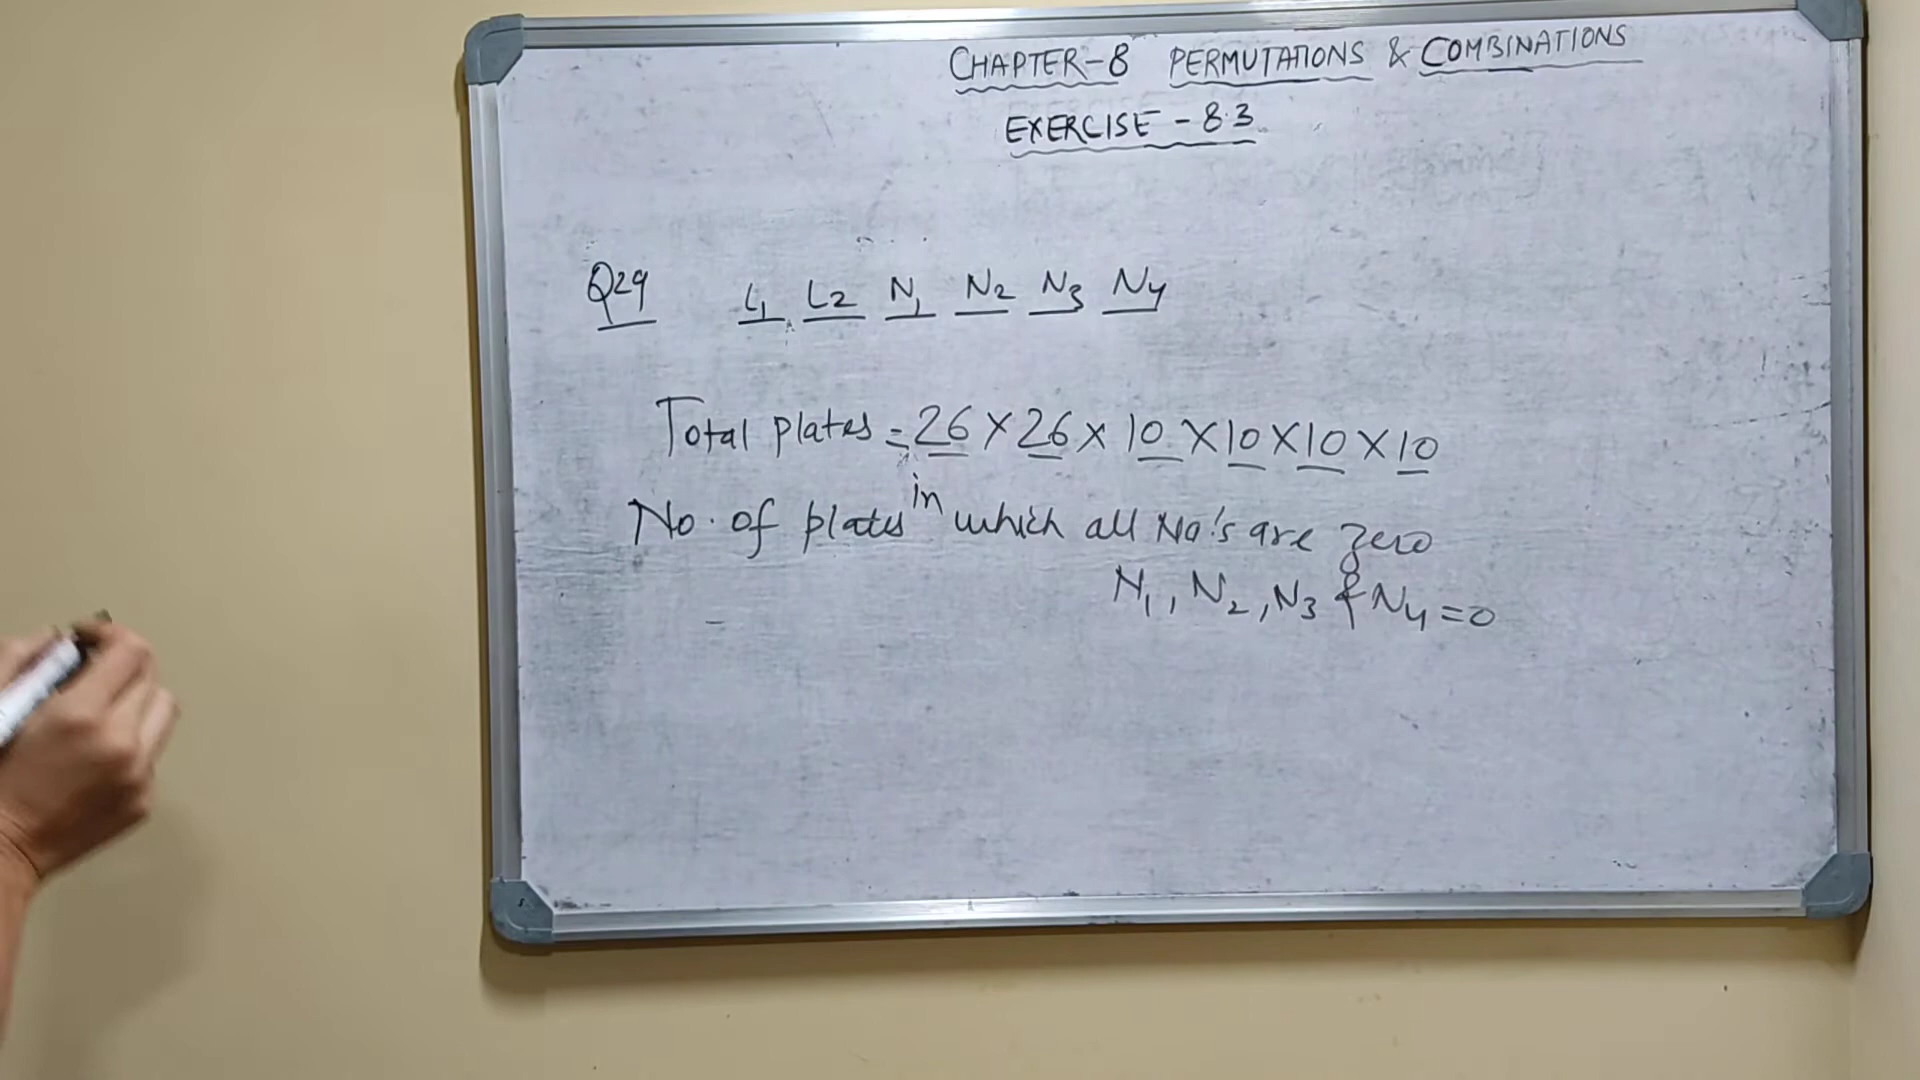 CHAPTER-8 PERMUTATIONS & COMBINATIONS
EXERCISE - 8.3
Q29 L1 L2 N1 N2 N3 N4
Total plates = 26 X 26 x 10 X 10 X 10 X 10
No. of plates in which all No's are zero
N1, N2, N3 & N4 = 0